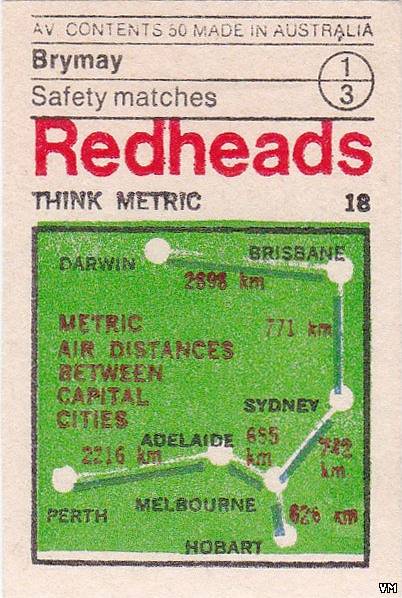 AV CONTENTS 50 MADE IN AUSTRALIA
Brymay
1
3
Safety matches
Redheads
THINK METRIC 18
DARWIN
BRISBANE
2898 km
METRIC
AIR DISTANCES
BETWEEN
CAPITAL
CITIES
771 km
SYDNEY
ADELAIDE
2216 km
655
km
742
km
PERTH
MELBOURNE
626 km
HOBART
VM